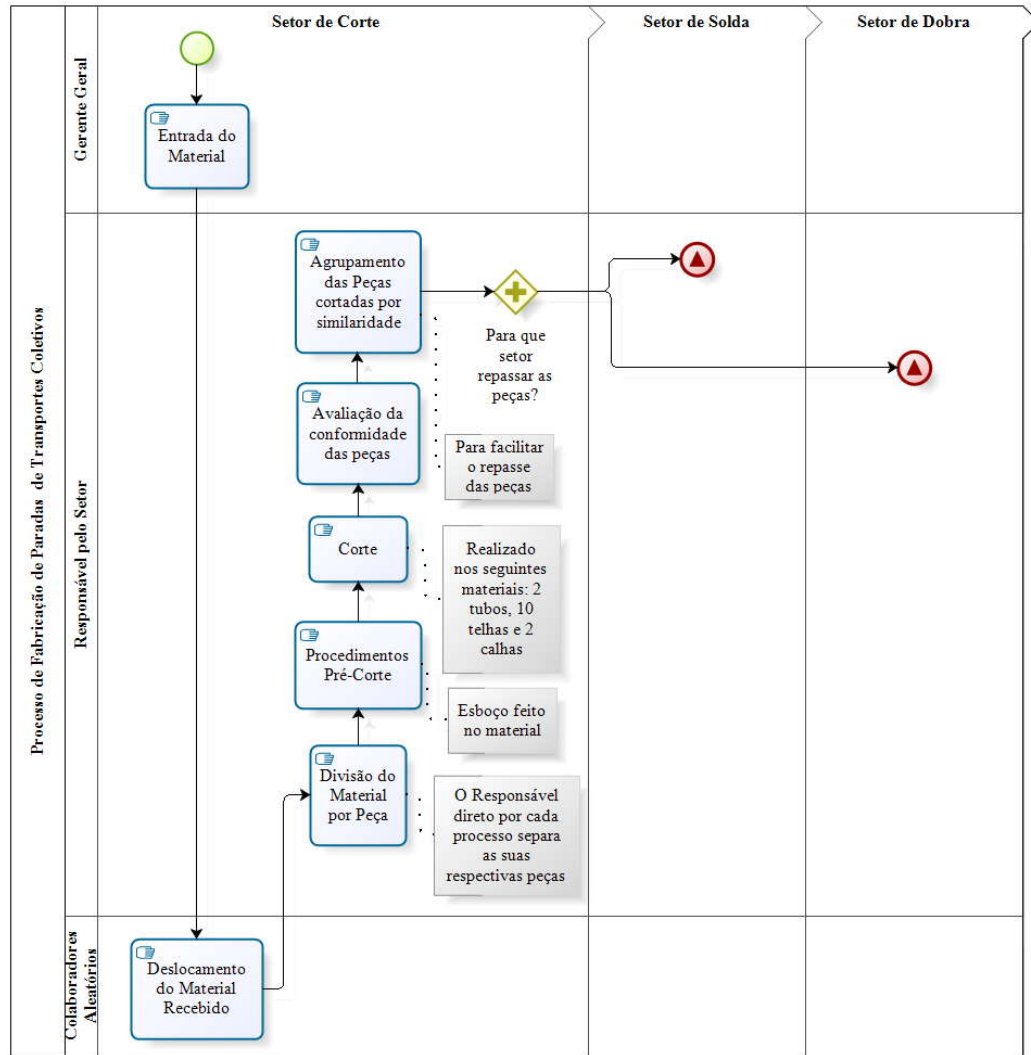 Setor de Corte
Setor de Solda
Setor de Dobra
Processo de Fabricação de Paradas de Transportes Coletivos
Gerente Geral
Entrada do
Material
Responsável pelo Setor
Agrupamento
das Peças
cortadas por
similaridade
Para que
setor
repassar as
peças?
Avaliação da
conformidade
das peças
Para facilitar
o repasse
das peças
Corte
Realizado
nos seguintes
materiais: 2
tubos, 10
telhas e 2
calhas
Procedimentos
Pré-Corte
Esboço feito
no material
Divisão do
Material
por Peça
O Responsável
direto por cada
processo separa
as suas
respectivas peças
Colaboradores
Aleatórios
Deslocamento
do Material
Recebido